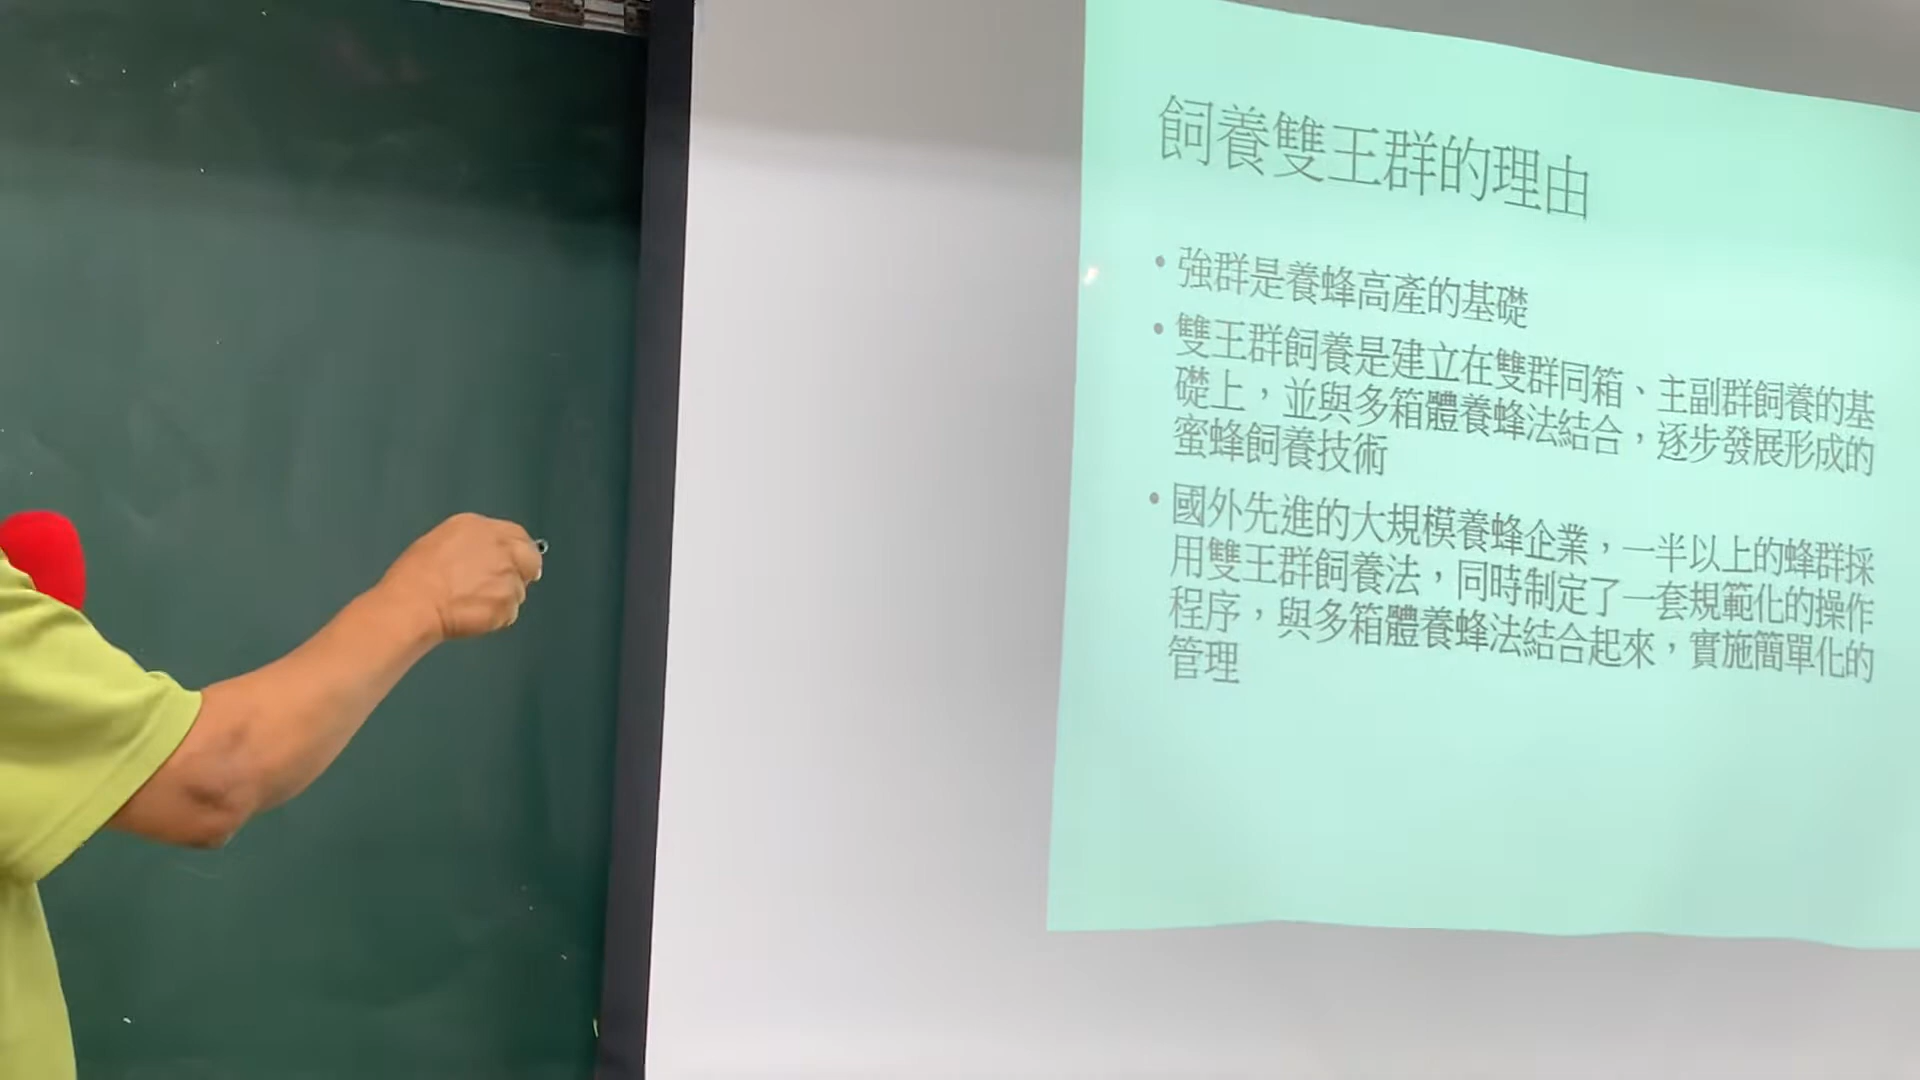 飼養雙王群的理由
• 強群是養蜂高產的基礎
• 雙王群飼養是建立在雙群同箱、主副群飼養的基
礎上，並與多箱體養蜂法結合，逐步發展形成的
蜜蜂飼養技術
• 國外先進的大規模養蜂企業，一半以上的蜂群採
用雙王群飼養法，同時制定了一套規範化的操作
程序，與多箱體養蜂法結合起來，實施簡單化的
管理